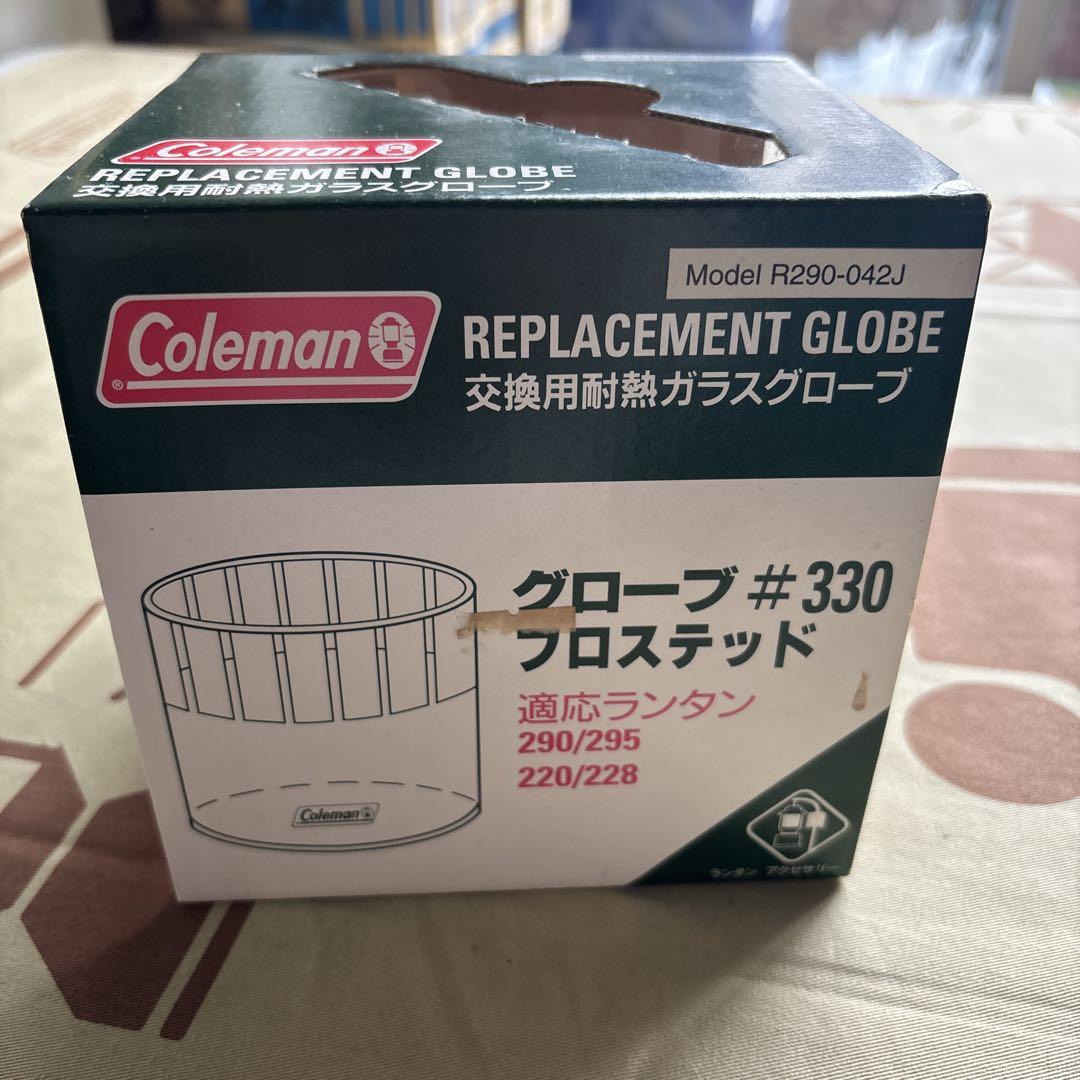 Coleman
REPLACEMENT GLOBE
交換用耐熱ガラスグローブ
Model R290-042J
Coleman
REPLACEMENT GLOBE
交換用耐熱ガラスグローブ
グローブ #330
フロステッド
適応ランタン
290/295
220/228
Coleman
ランタン アクセサリー